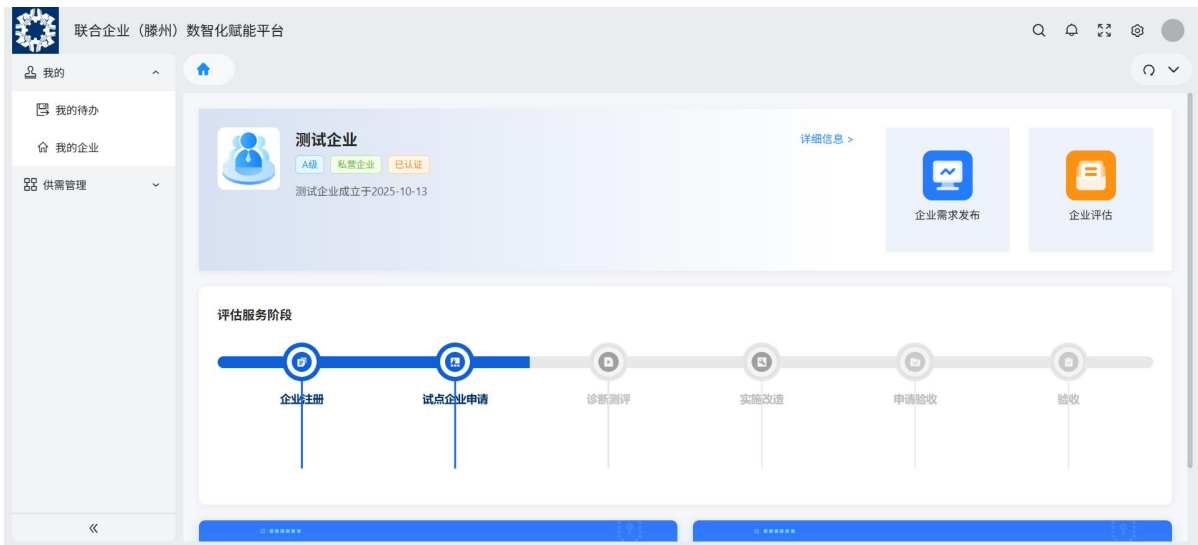 联合企业（滕州）数智化赋能平台
我的
我的待办
我的企业
供需管理
测试企业
A级 私营企业 已认证
测试企业成立于2025-10-13
详细信息 >
企业需求发布
企业评估
评估服务阶段
企业注册
试点企业申请
诊断测评
实施改造
申请验收
验收